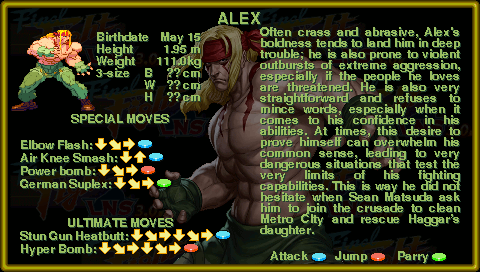 ALEX
Birthdate May 15
Height 1.96 m
Weight 111.0kg
3-size B ??cm
W ??cm
H ??cm
SPECIAL MOVES
Elbow Flash:
Air Knee Smash:
Power bomb:
German Suplex:
ULTIMATE MOVES
Stun Gun Heatbutt:
Hyper Bomb:
Often crass and abrasive, Alex's
boldness tends to land him in deep
trouble; he is also prone to violent
outbursts of extreme aggression,
especially if the people he loves
are threatened. He is also very
straightforward and refuses to
mince words, especially when it
comes to his confidence in his
abilities. At times, this desire to
prove himself can overwhelm his
common sense, leading to very
dangerous situations that test the
very limits of his fighting
capabilities. This is way he did not
hesitate when Sean Matsuda ask
him to join the crusade to clean
Metro City and rescue Haggar's
daughter.
Attack Jump Parry